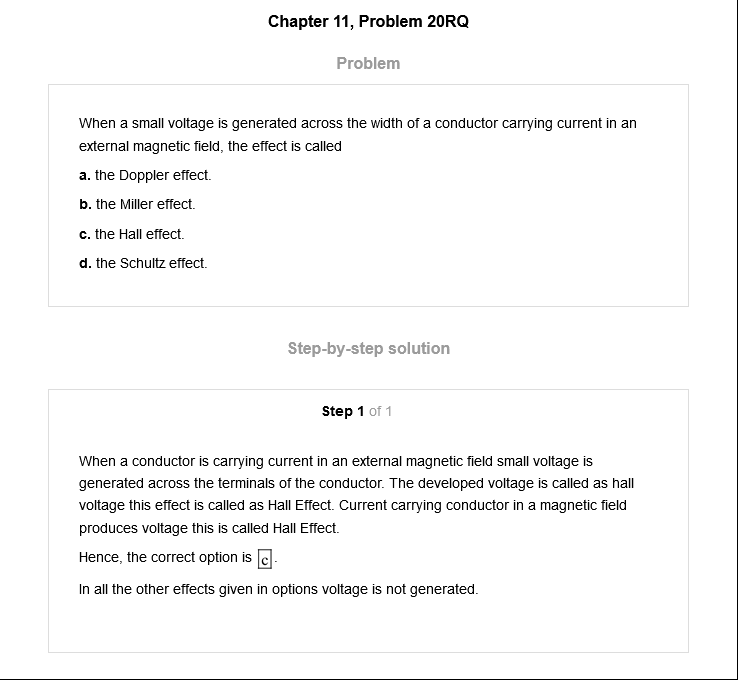 Chapter 11, Problem 20RQ
Problem
When a small voltage is generated across the width of a conductor carrying current in an
external magnetic field, the effect is called
a. the Doppler effect.
b. the Miller effect.
c. the Hall effect.
d. the Schultz effect.
Step-by-step solution
Step 1 of 1
When a conductor is carrying current in an external magnetic field small voltage is
generated across the terminals of the conductor. The developed voltage is called as hall
voltage this effect is called as Hall Effect. Current carrying conductor in a magnetic field
produces voltage this is called Hall Effect.
Hence, the correct option is c.
In all the other effects given in options voltage is not generated.